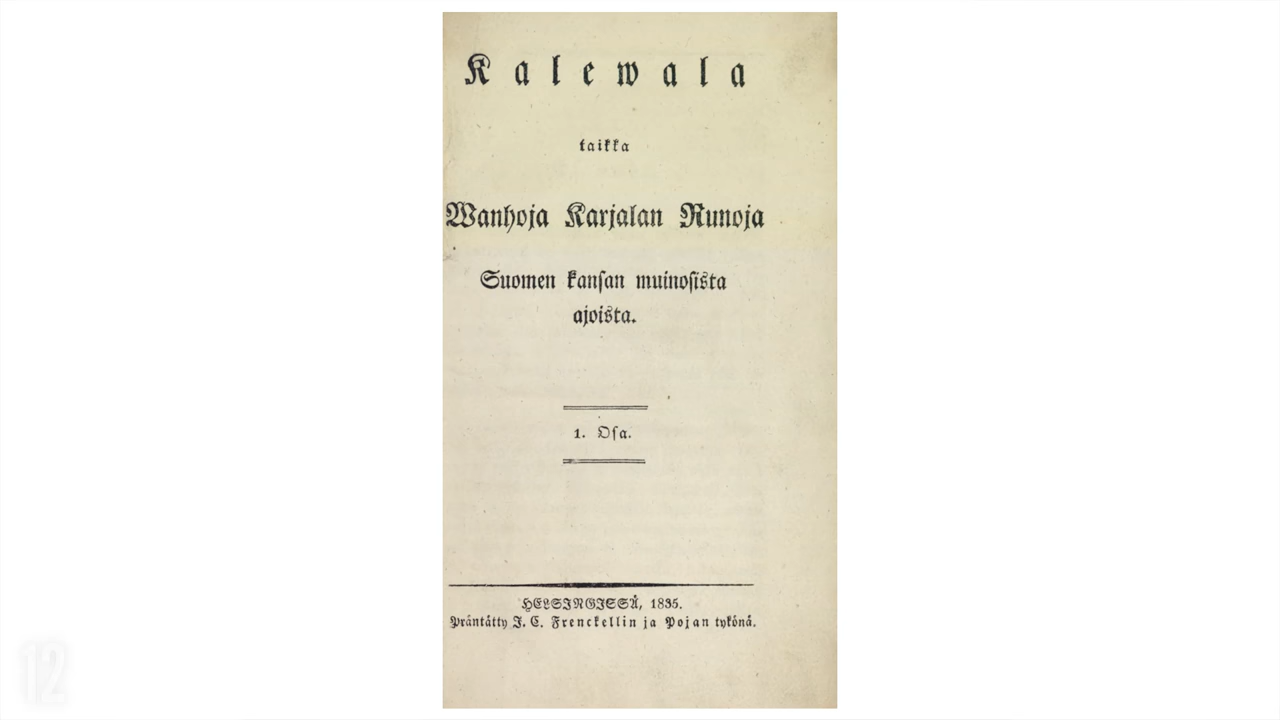 Kalewala
taikka
Wanhoja Karjalan Runoja
Suomen kansan muinosista
ajoista.
1. Osa.
HELSINGISSÄ, 1835.
Präntätty J. C. Frenckellin ja Pojan tykönä.
12